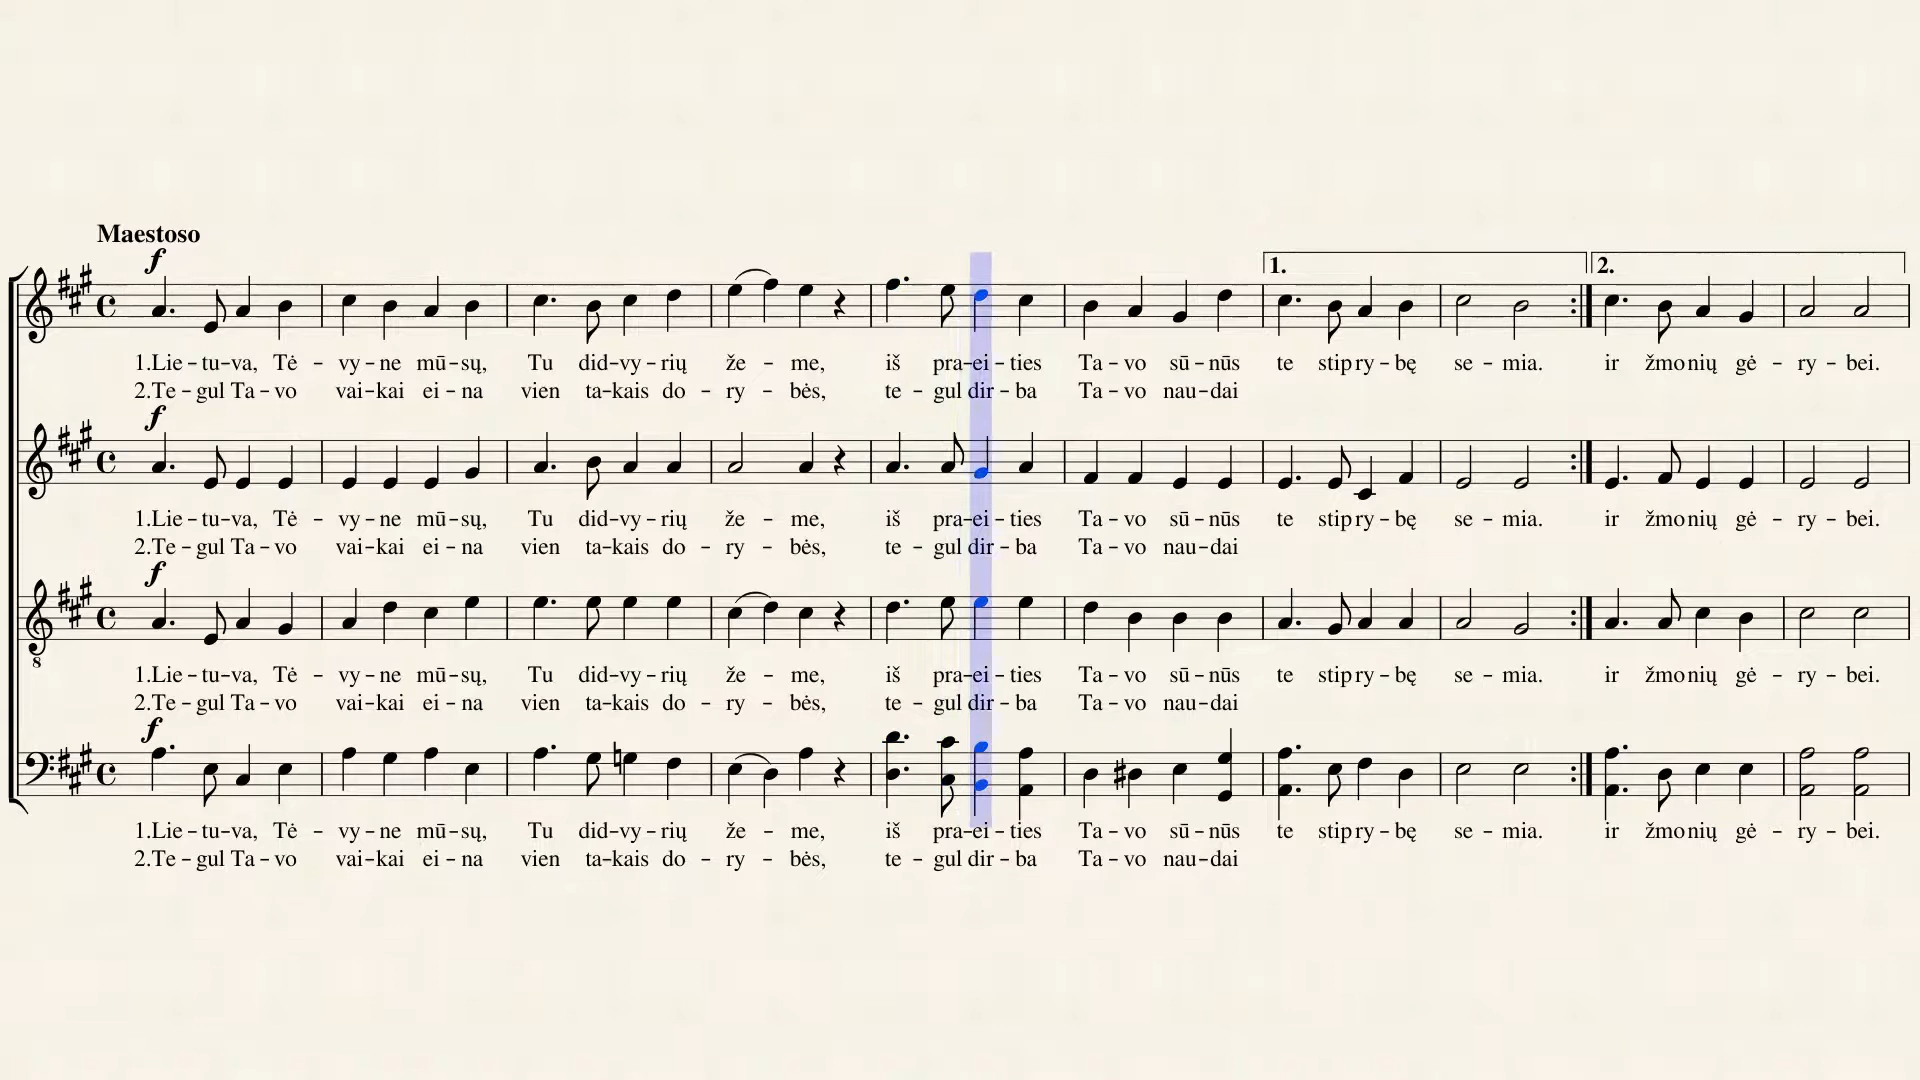 Maestoso
f
1. 2.
1.Lie–tu–va, Tė – vy–ne mū–sų, Tu did–vy–rių že – me, iš pra–ei–ties Ta–vo sū–nūs te stipry–bę se – mia. ir žmonių gė – ry – bei.
2.Te–gul Ta–vo vai–kai ei–na vien ta–kais do – ry – bės, te – gul dir–ba Ta–vo nau–dai
f
1.Lie–tu–va, Tė – vy–ne mū–sų, Tu did–vy–rių že – me, iš pra–ei–ties Ta–vo sū–nūs te stipry–bę se – mia. ir žmonių gė – ry – bei.
2.Te–gul Ta–vo vai–kai ei–na vien ta–kais do – ry – bės, te – gul dir–ba Ta–vo nau–dai
f
8
1.Lie–tu–va, Tė – vy–ne mū–sų, Tu did–vy–rių že – me, iš pra–ei–ties Ta–vo sū–nūs te stipry–bę se – mia. ir žmonių gė – ry – bei.
2.Te–gul Ta–vo vai–kai ei–na vien ta–kais do – ry – bės, te – gul dir–ba Ta–vo nau–dai
f
1.Lie–tu–va, Tė – vy–ne mū–sų, Tu did–vy–rių že – me, iš pra–ei–ties Ta–vo sū–nūs te stipry–bę se – mia. ir žmonių gė – ry – bei.
2.Te–gul Ta–vo vai–kai ei–na vien ta–kais do – ry – bės, te – gul dir–ba Ta–vo nau–dai